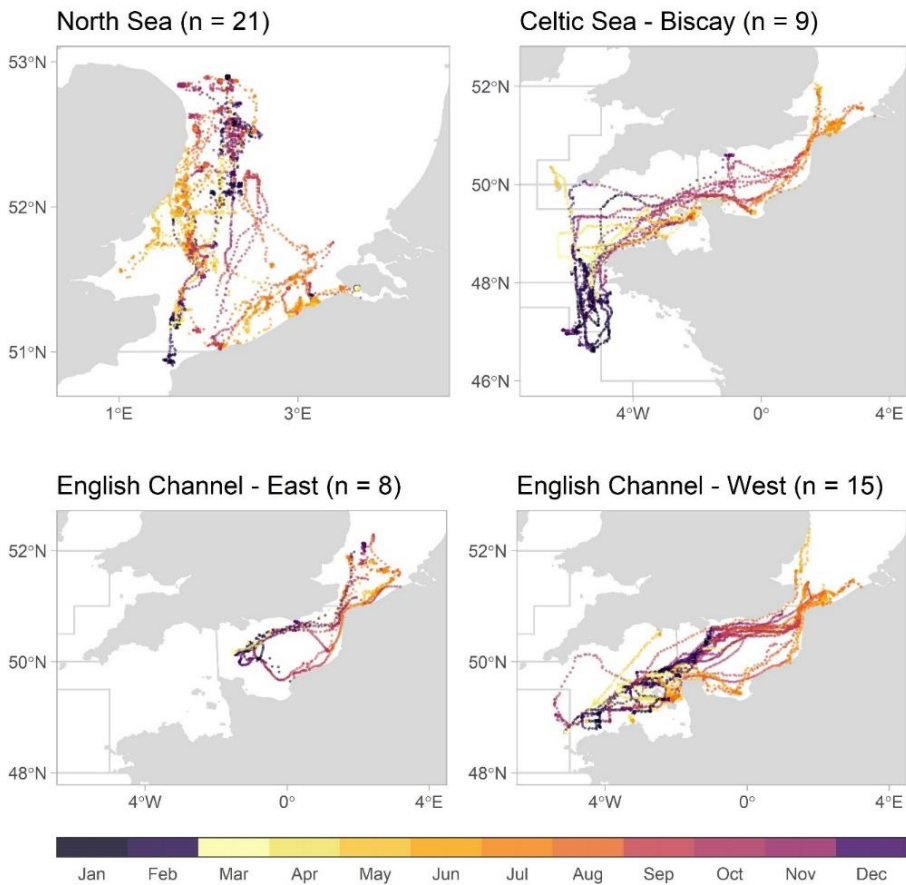 North Sea (n = 21)
Celtic Sea - Biscay (n = 9)
53°N
52°N
51°N
1°E 3°E
52°N
50°N
48°N
46°N
4°W 0° 4°E
English Channel - East (n = 8)
English Channel - West (n = 15)
52°N
50°N
48°N
4°W 0° 4°E
52°N
50°N
48°N
4°W 0° 4°E
Jan Feb Mar Apr May Jun Jul Aug Sep Oct Nov Dec